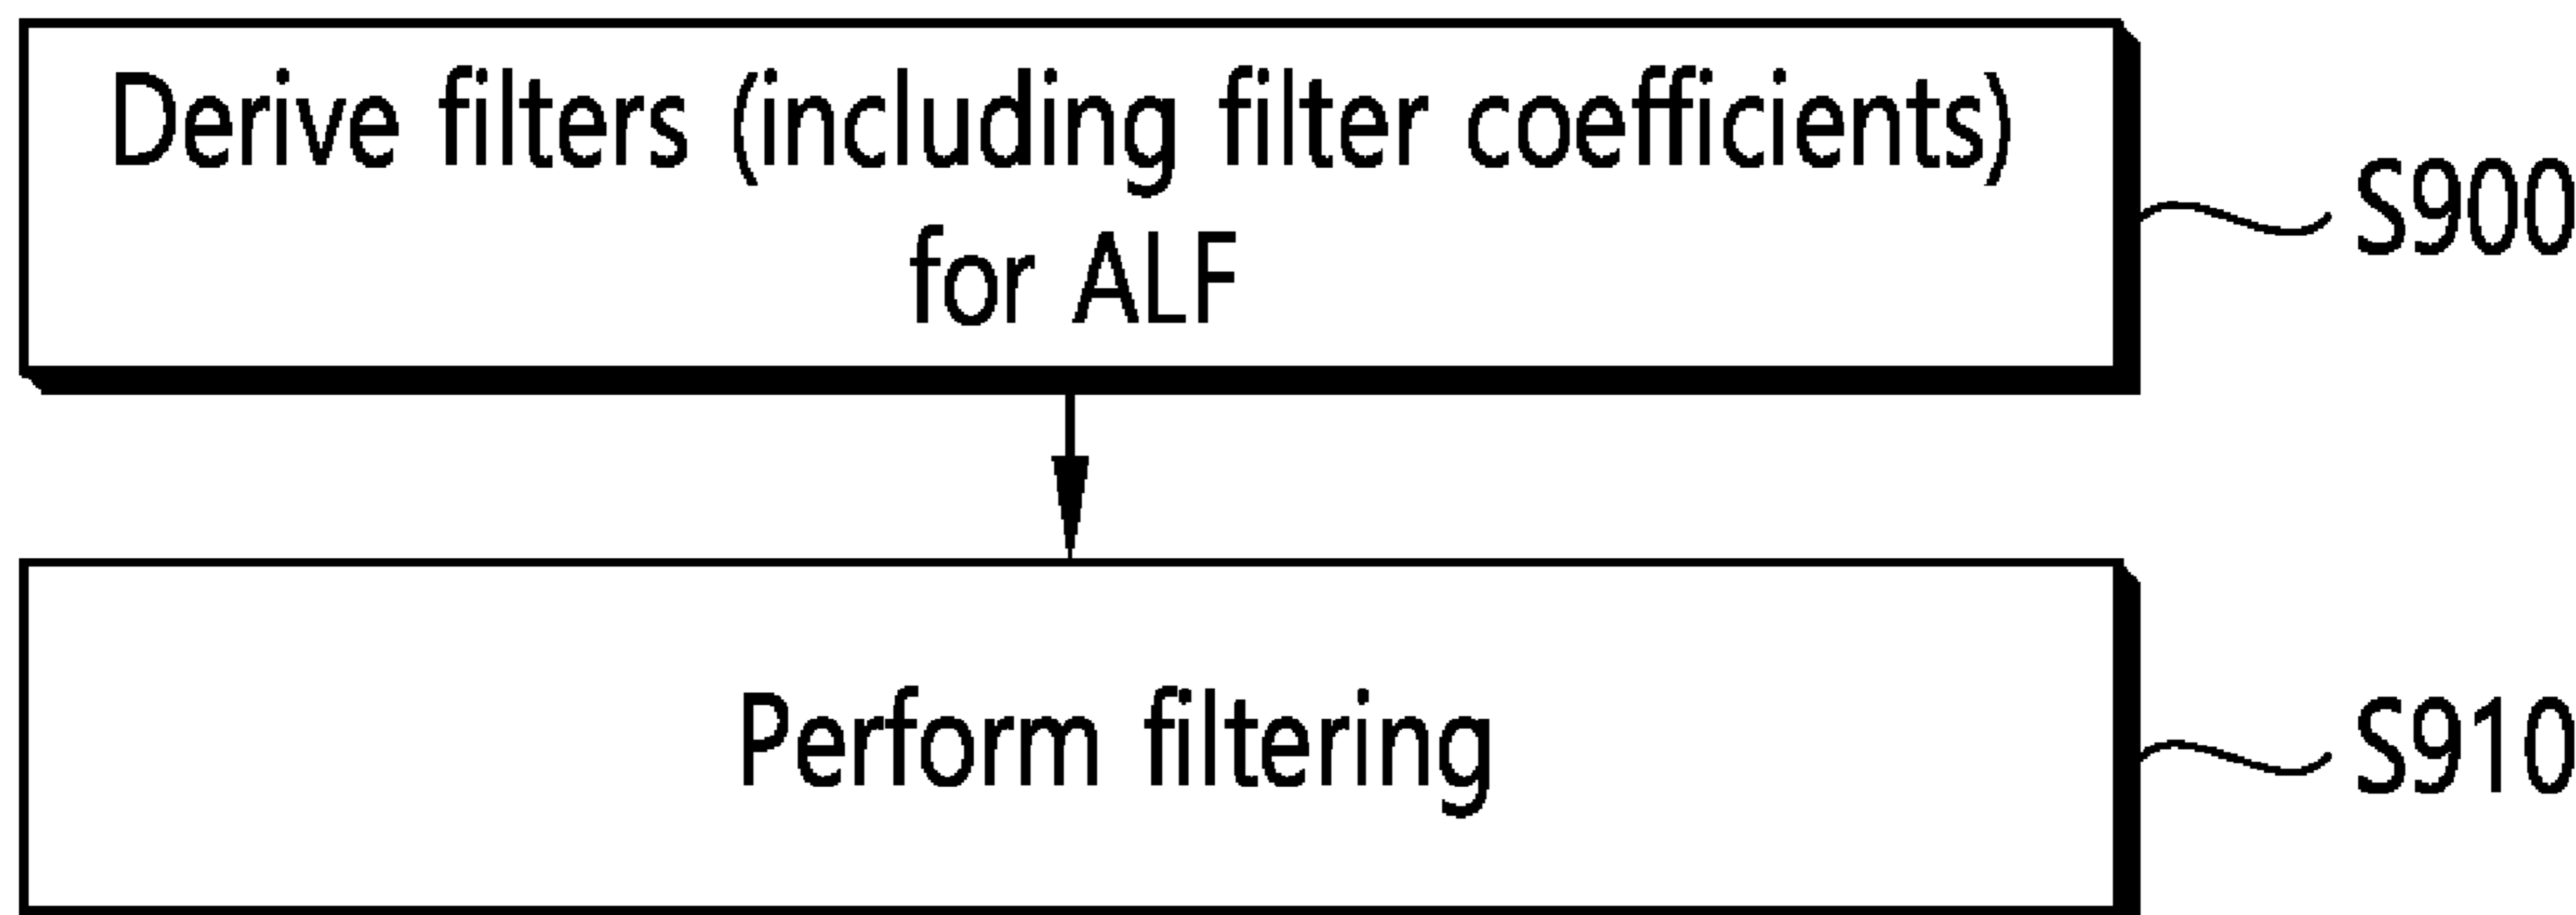 Derive filters (including filter coefficients)
for ALF
S900
Perform filtering
S910